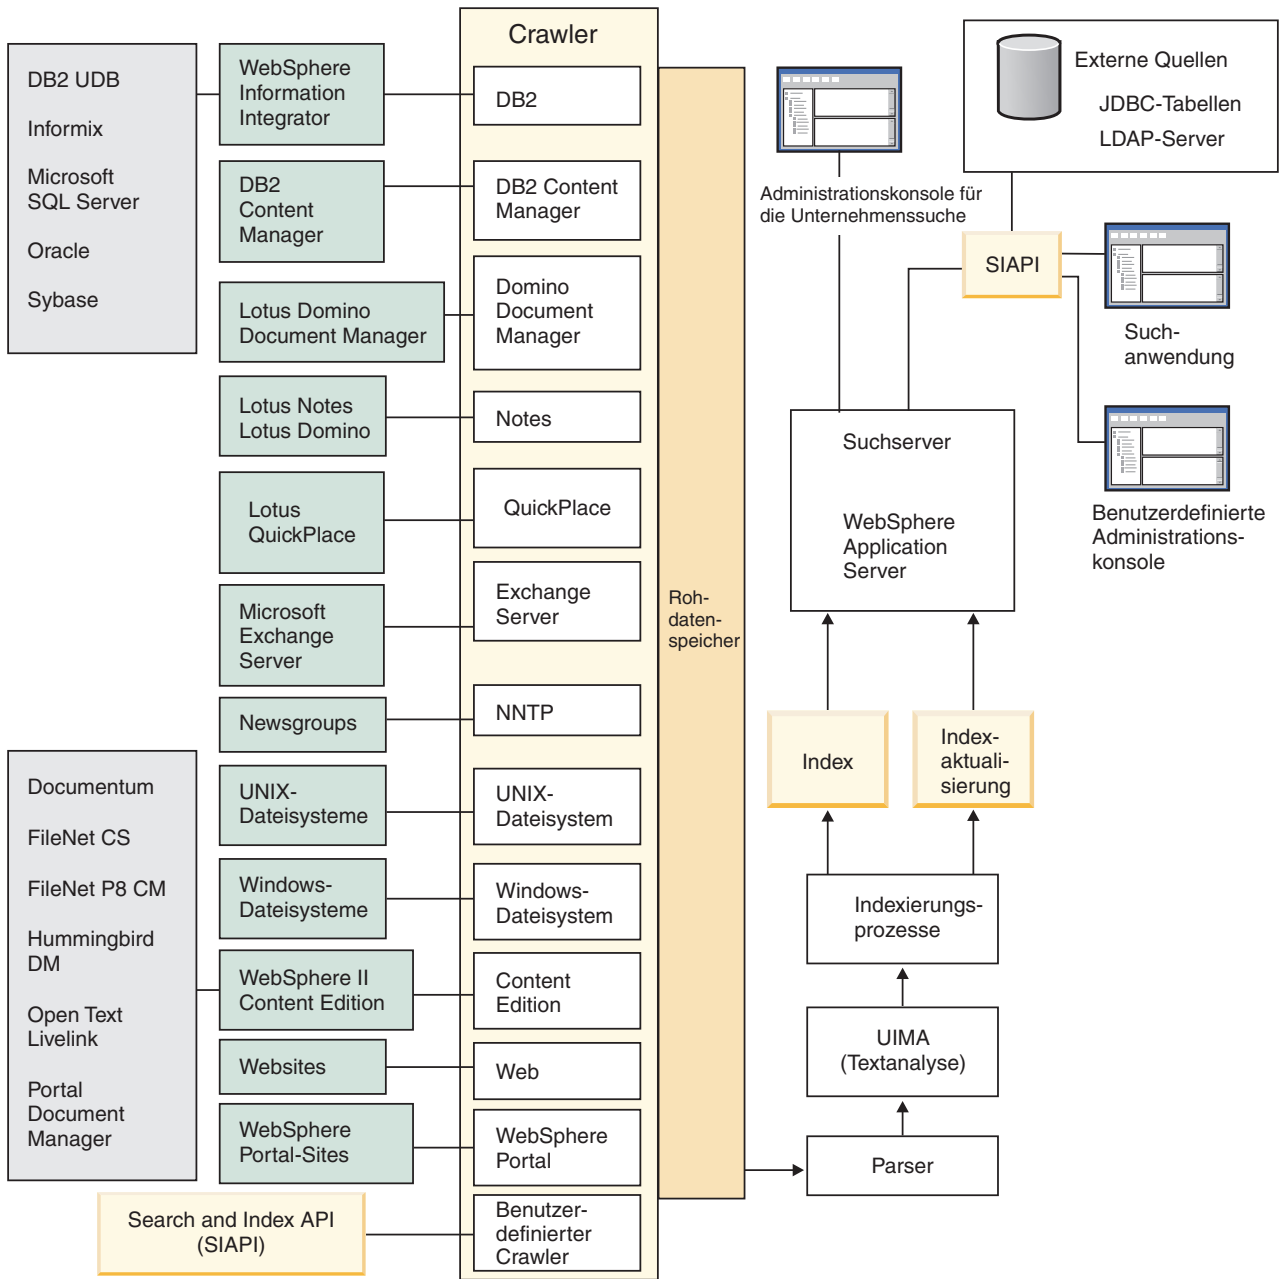 DB2 UDB
Informix
Microsoft
SQL Server
Oracle
Sybase
Documentum
FileNet CS
FileNet P8 CM
Hummingbird
DM
Open Text
Livelink
Portal
Document
Manager
WebSphere
Information
Integrator
DB2
Content
Manager
Lotus Domino
Document Manager
Lotus Notes
Lotus Domino
Lotus
QuickPlace
Microsoft
Exchange
Server
Newsgroups
UNIX-
Dateisysteme
Windows-
Dateisysteme
WebSphere II
Content Edition
Websites
WebSphere
Portal-Sites
Search and Index API
(SIAPI)
Crawler
DB2
DB2 Content
Manager
Domino
Document
Manager
Notes
QuickPlace
Exchange
Server
NNTP
UNIX-
Dateisystem
Windows-
Dateisystem
Content
Edition
Web
WebSphere
Portal
Benutzer-
definierter
Crawler
Roh-
daten-
speicher
Administrationskonsole für
die Unternehmenssuche
Externe Quellen
JDBC-Tabellen
LDAP-Server
SIAPI
Such-
anwendung
Benutzerdefinierte
Administrations-
konsole
Suchserver
WebSphere
Application
Server
Index
Index-
aktuali-
sierung
Indexierungs-
prozesse
UIMA
(Textanalyse)
Parser